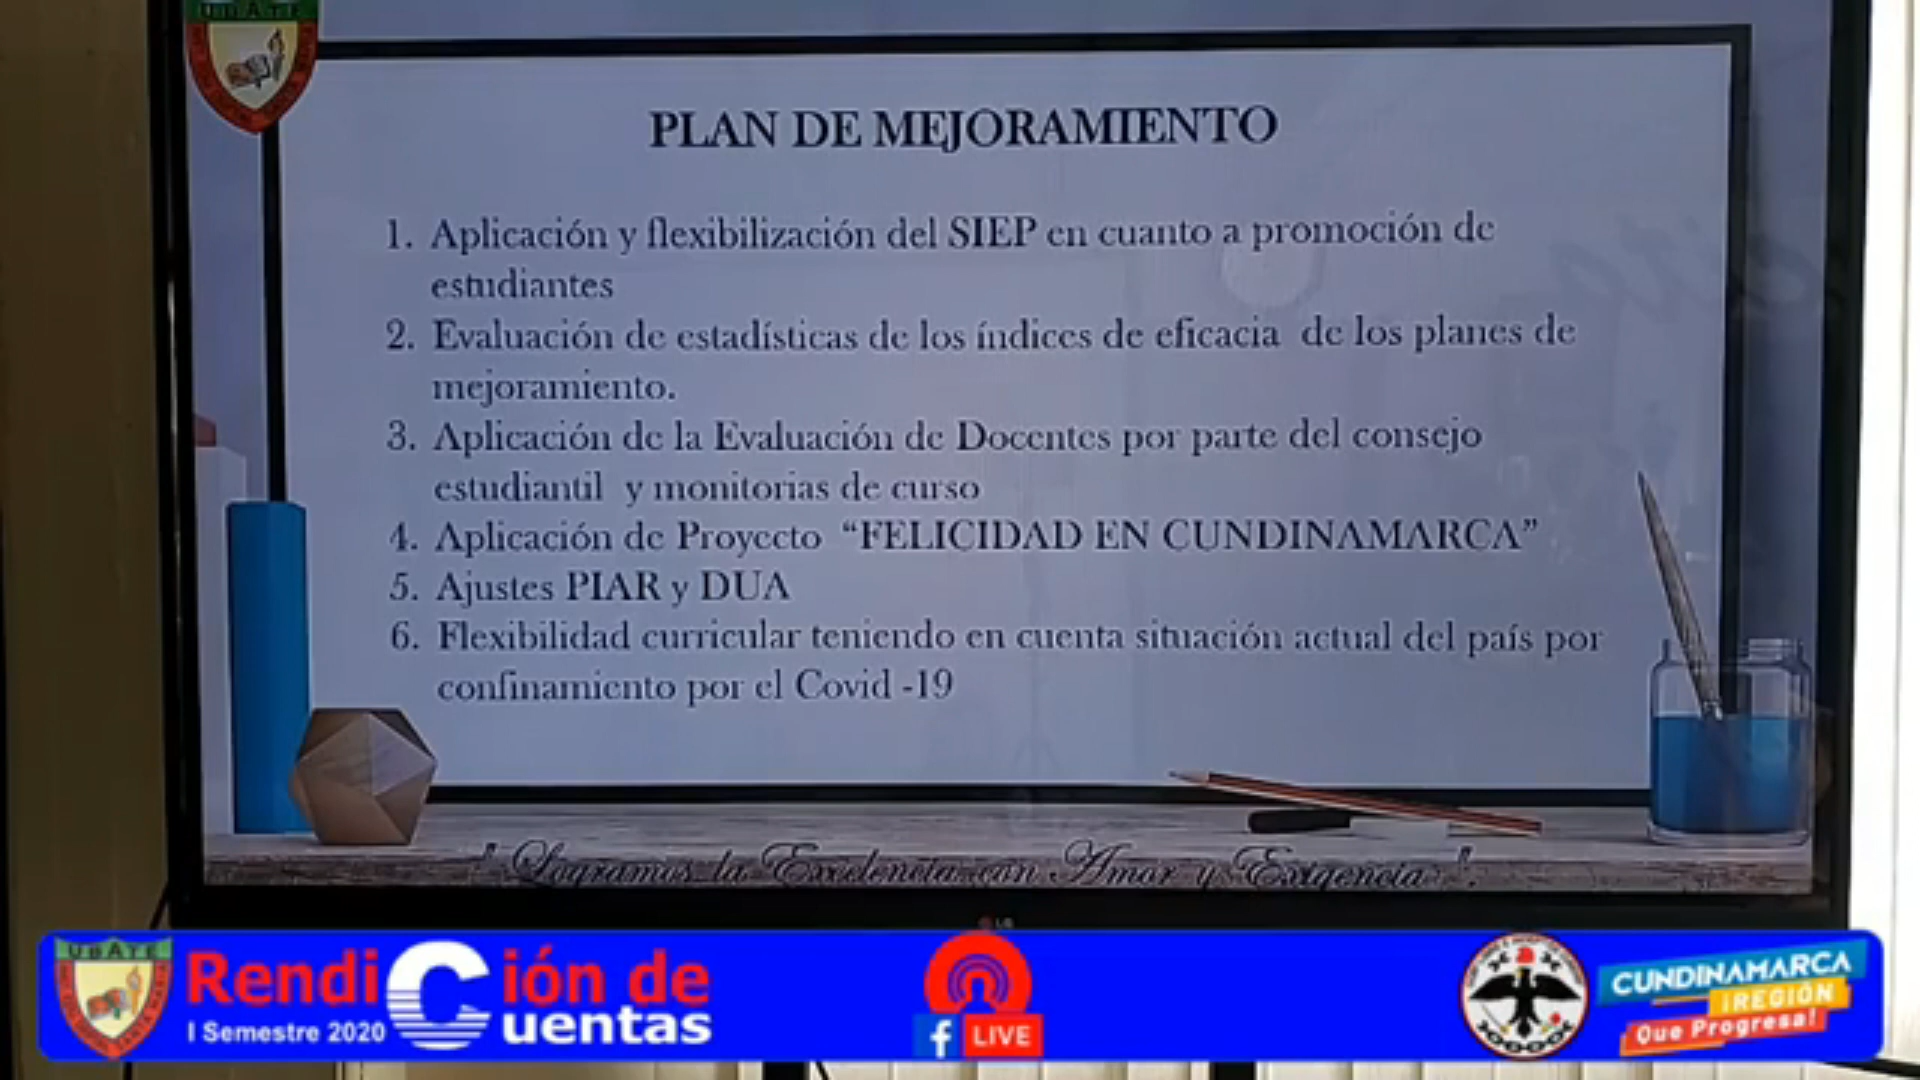 UBATE
PLAN DE MEJORAMIENTO
1. Aplicación y flexibilización del SIEP en cuanto a promoción de
estudiantes
2. Evaluación de estadísticas de los índices de eficacia de los planes de
mejoramiento.
3. Aplicación de la Evaluación de Docentes por parte del consejo
estudiantil y monitorias de curso
4. Aplicación de Proyecto “FELICIDAD EN CUNDINAMARCA”
5. Ajustes PIAR y DUA
6. Flexibilidad curricular teniendo en cuenta situación actual del país por
confinamiento por el Covid -19
"Logramos la Excelencia con Amor y Exigencia".
LG
UBATE
Rendición de
Cuentas
I Semestre 2020
f LIVE
CUNDINAMARCA
¡REGIÓN
Que Progresa!